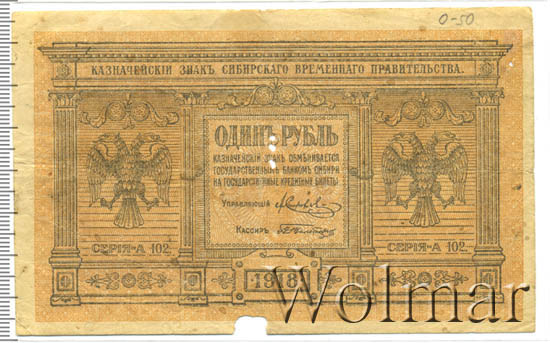 0-50
КАЗНАЧЕЙСКІЙ ЗНАКЪ СИБИРСКАГО ВРЕМЕННАГО ПРАВИТЕЛЬСТВА.
ОДИНЪ РУБЛЬ
КАЗНАЧЕЙСКІЙ ЗНАКЪ ОБМѢНИВАЕТСЯ
ГОСУДАРСТВЕННЫМЪ БАНКОМЪ СИБИРИ
НА ГОСУДАРСТВЕННЫЕ КРЕДИТНЫЕ БИЛЕТЫ
УПРАВЛЯЮЩІЙ
КАССИРЪ
СЕРІЯ-А 102.
СЕРІЯ-А 102.
1918
Wolmar